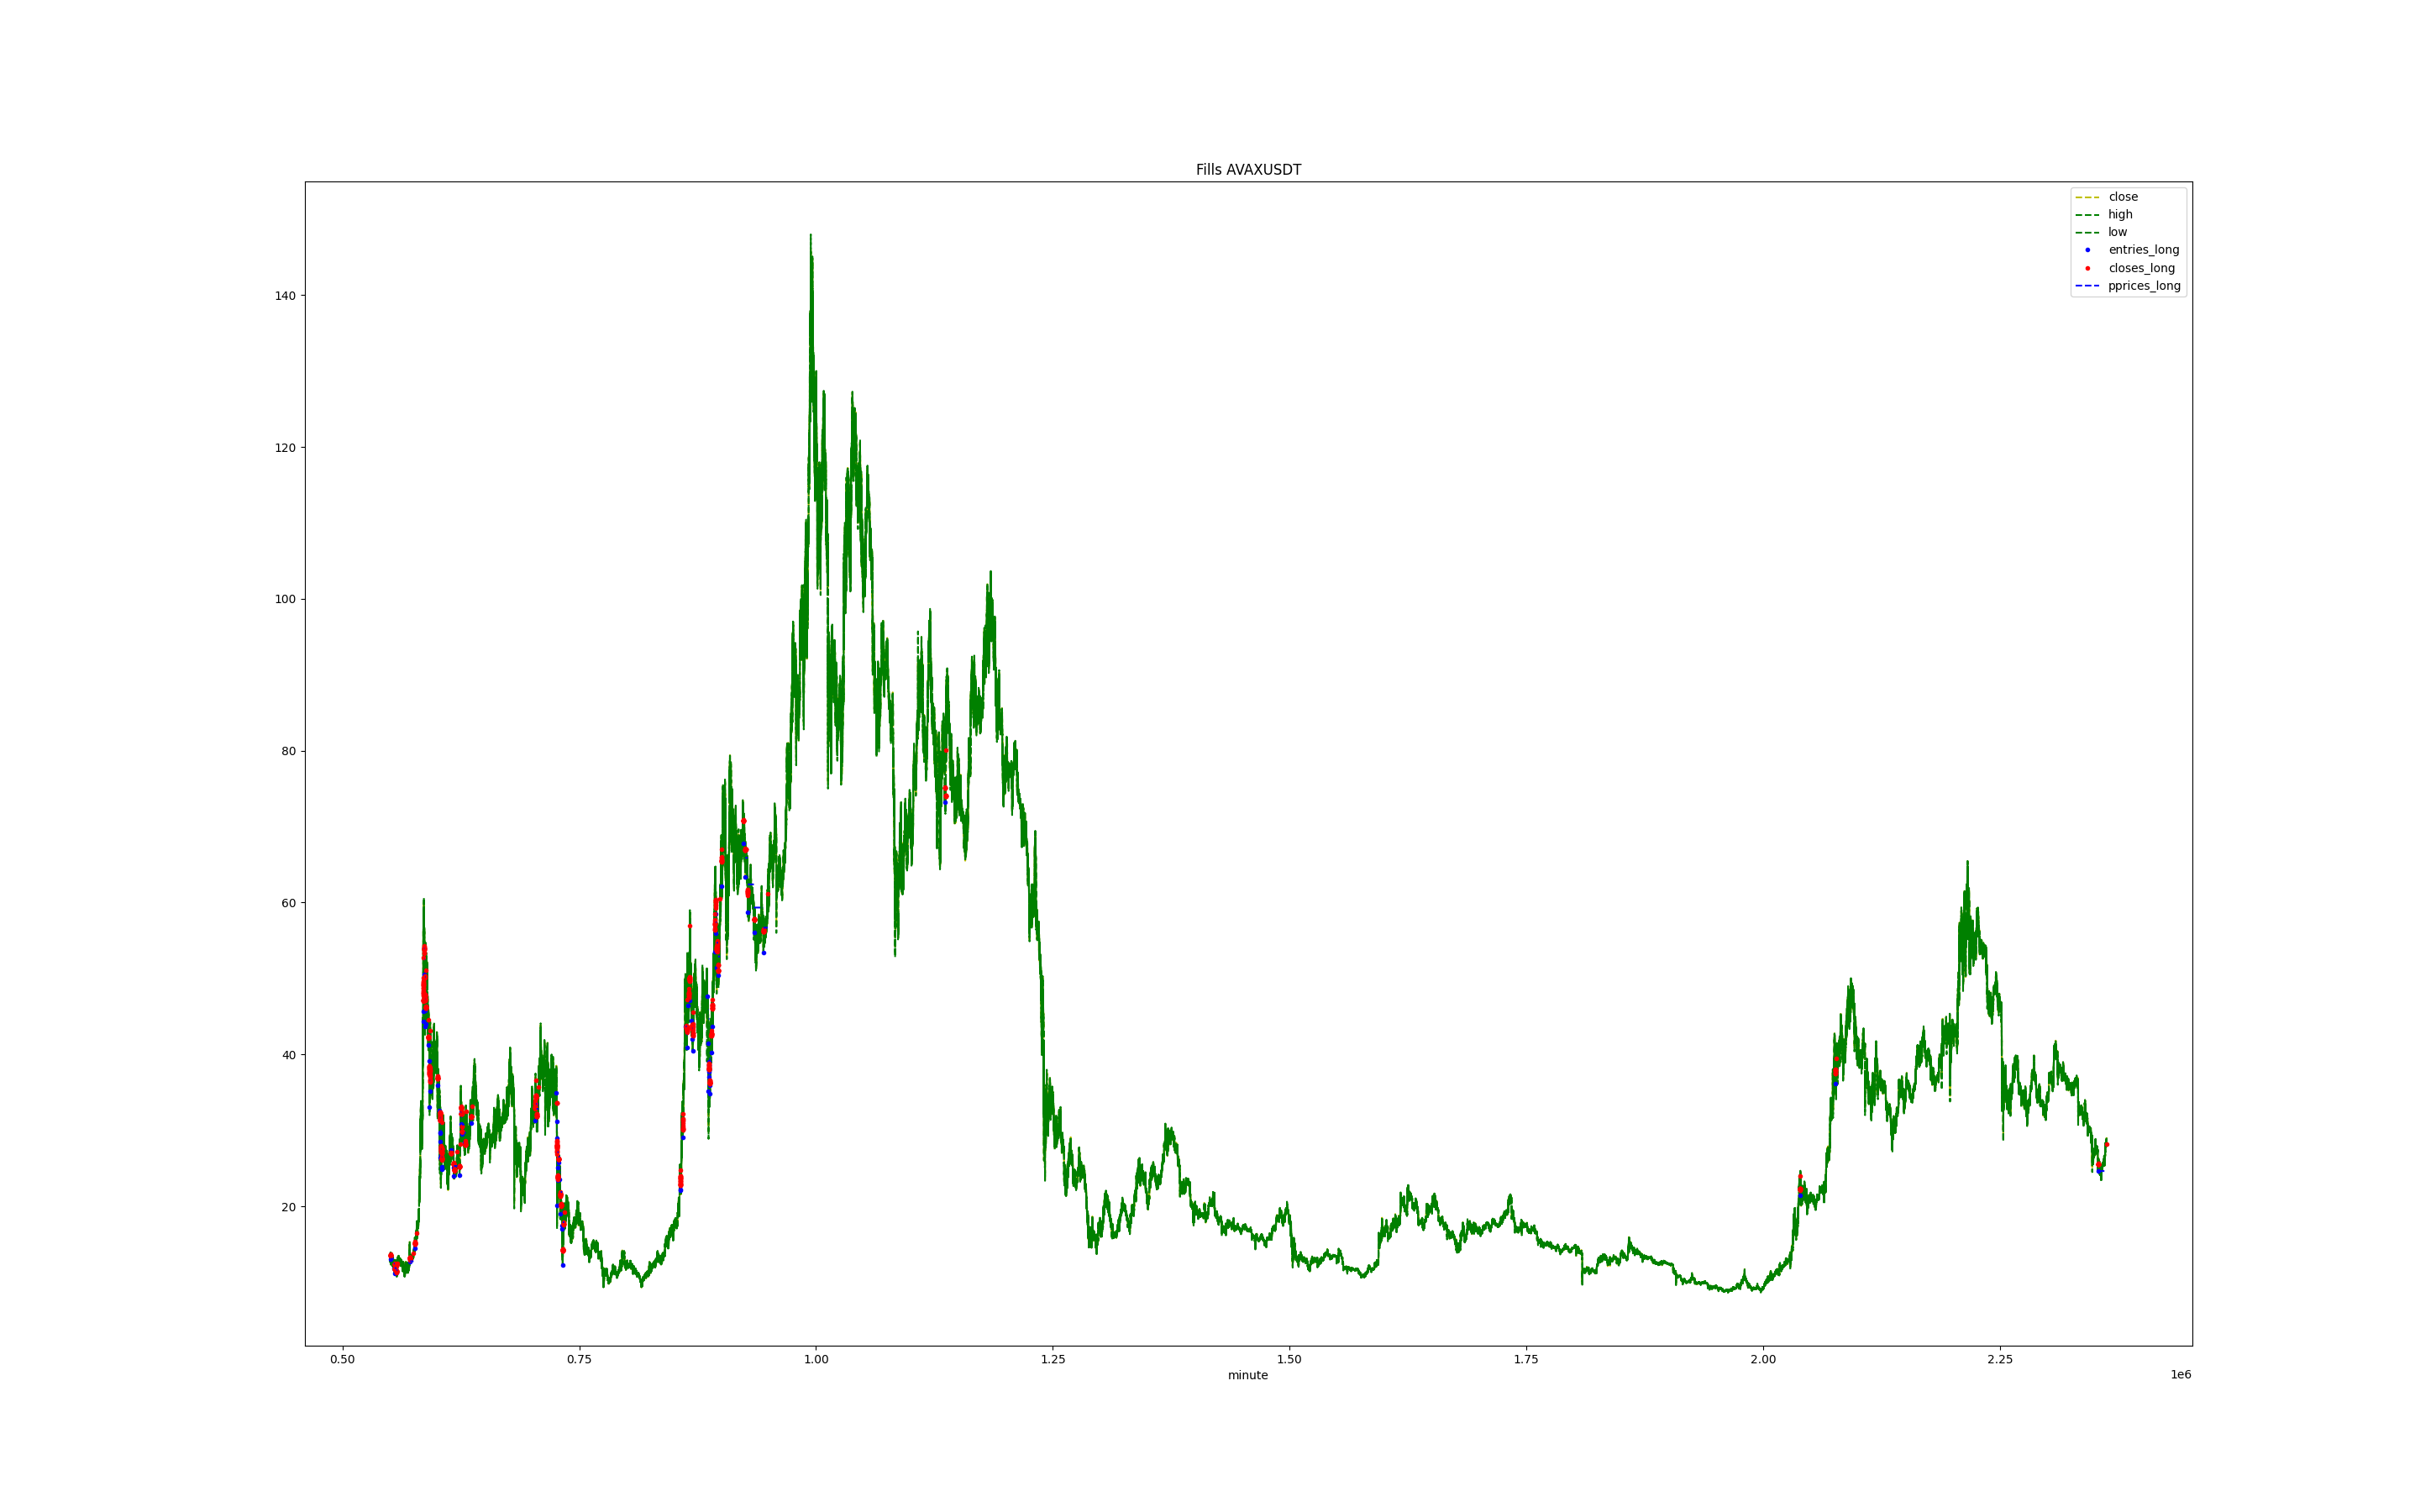 Fills AVAXUSDT
close
high
low
entries_long
closes_long
pprices_long
140
120
100
80
60
40
20
0.50 0.75 1.00 1.25 1.50 1.75 2.00 2.25
minute
1e6